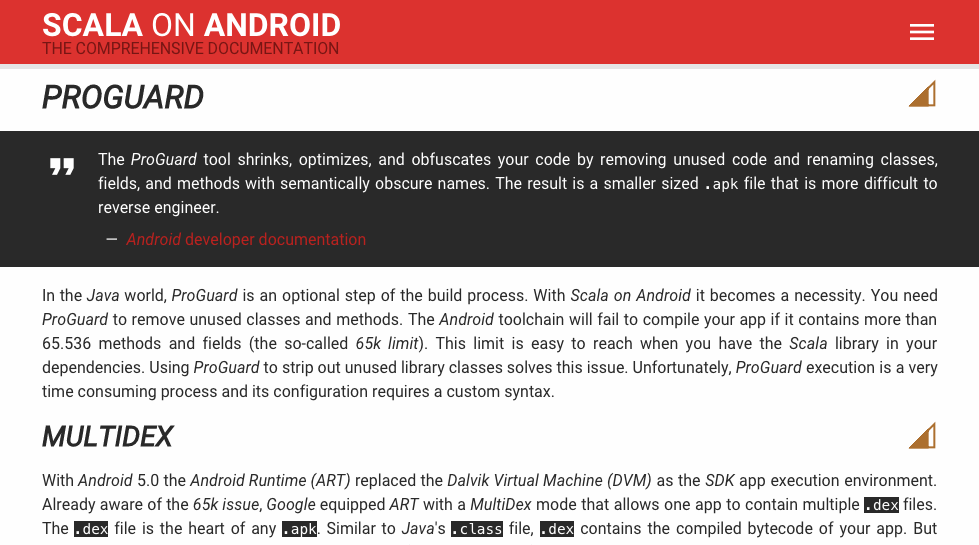 SCALA ON ANDROID
THE COMPREHENSIVE DOCUMENTATION
PROGUARD
The ProGuard tool shrinks, optimizes, and obfuscates your code by removing unused code and renaming classes,
fields, and methods with semantically obscure names. The result is a smaller sized .apk file that is more difficult to
reverse engineer.
— Android developer documentation
In the Java world, ProGuard is an optional step of the build process. With Scala on Android it becomes a necessity. You need
ProGuard to remove unused classes and methods. The Android toolchain will fail to compile your app if it contains more than
65.536 methods and fields (the so-called 65k limit). This limit is easy to reach when you have the Scala library in your
dependencies. Using ProGuard to strip out unused library classes solves this issue. Unfortunately, ProGuard execution is a very
time consuming process and its configuration requires a custom syntax.
MULTIDEX
With Android 5.0 the Android Runtime (ART) replaced the Dalvik Virtual Machine (DVM) as the SDK app execution environment.
Already aware of the 65k issue, Google equipped ART with a MultiDex mode that allows one app to contain multiple .dex files.
The .dex file is the heart of any .apk. Similar to Java's .class file, .dex contains the compiled bytecode of your app. But